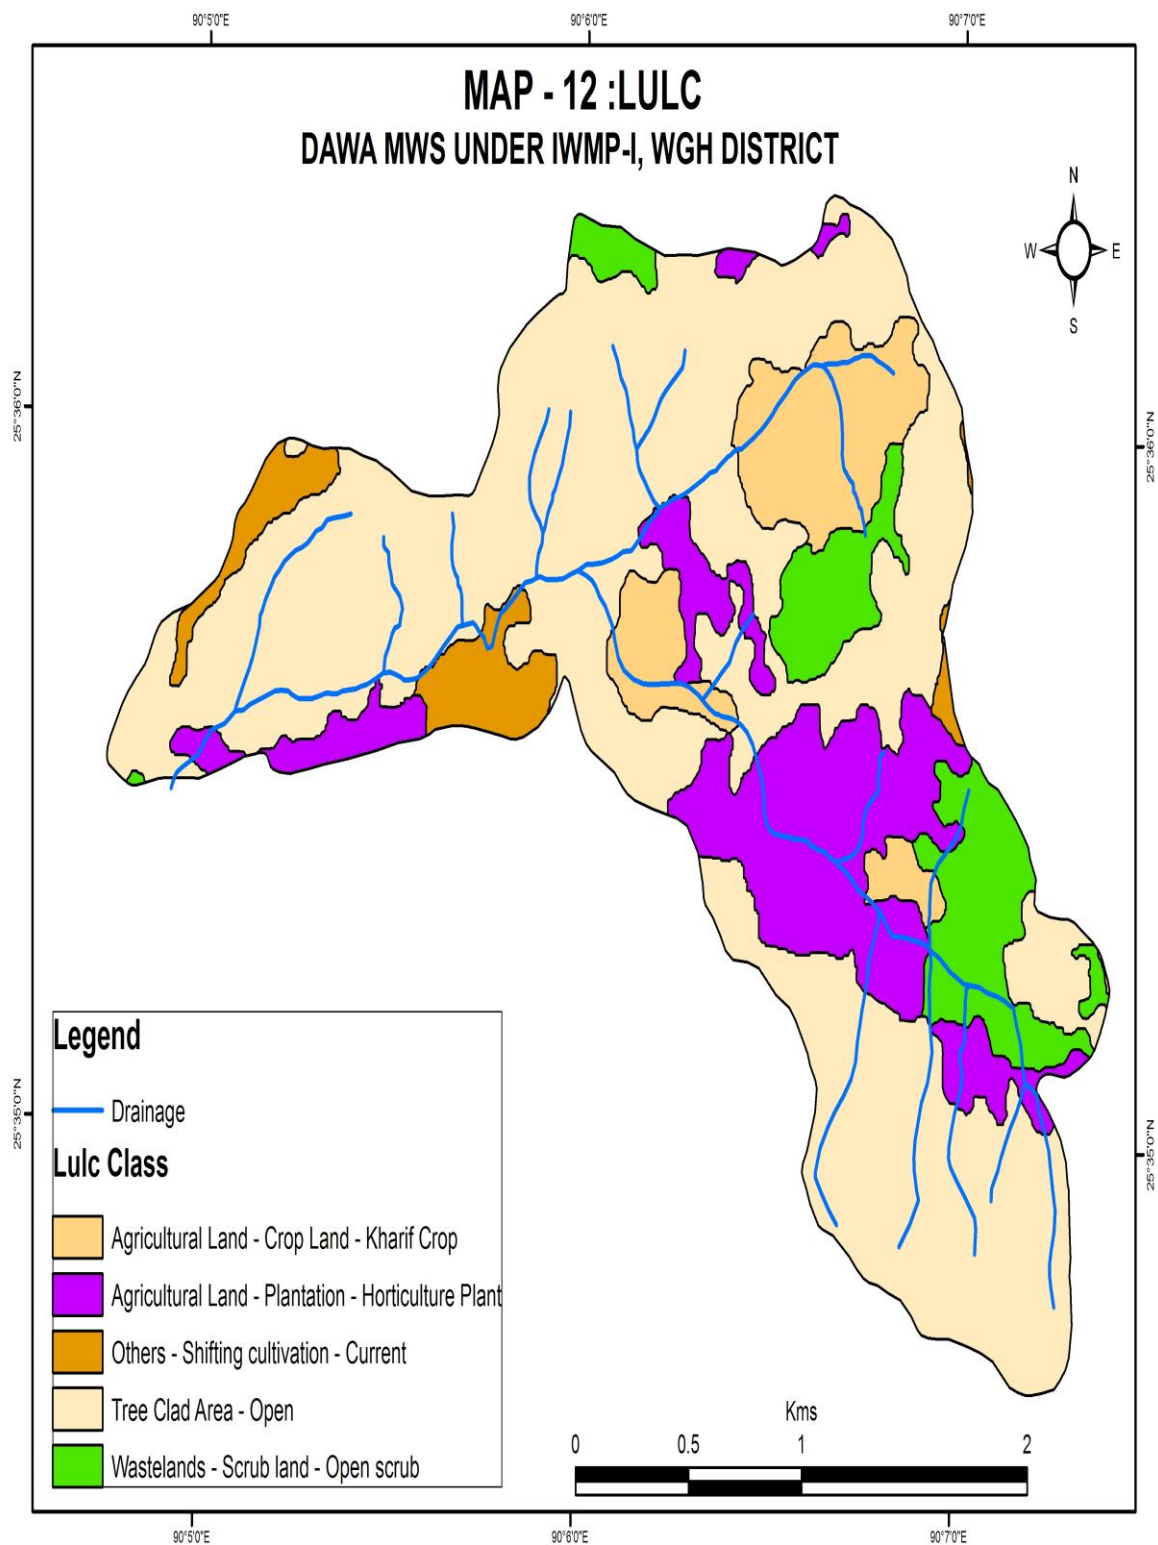 90°5'0"E 90°6'0"E 90°7'0"E
MAP - 12 :LULC
DAWA MWS UNDER IWMP-I, WGH DISTRICT
N
W E
S
25°36'0"N
25°36'0"N
Legend
Drainage
Lulc Class
Agricultural Land - Crop Land - Kharif Crop
Agricultural Land - Plantation - Horticulture Plant
Others - Shifting cultivation - Current
Tree Clad Area - Open
Wastelands - Scrub land - Open scrub
25°35'0"N
25°35'0"N
Kms
0 0.5 1 2
90°5'0"E 90°6'0"E 90°7'0"E